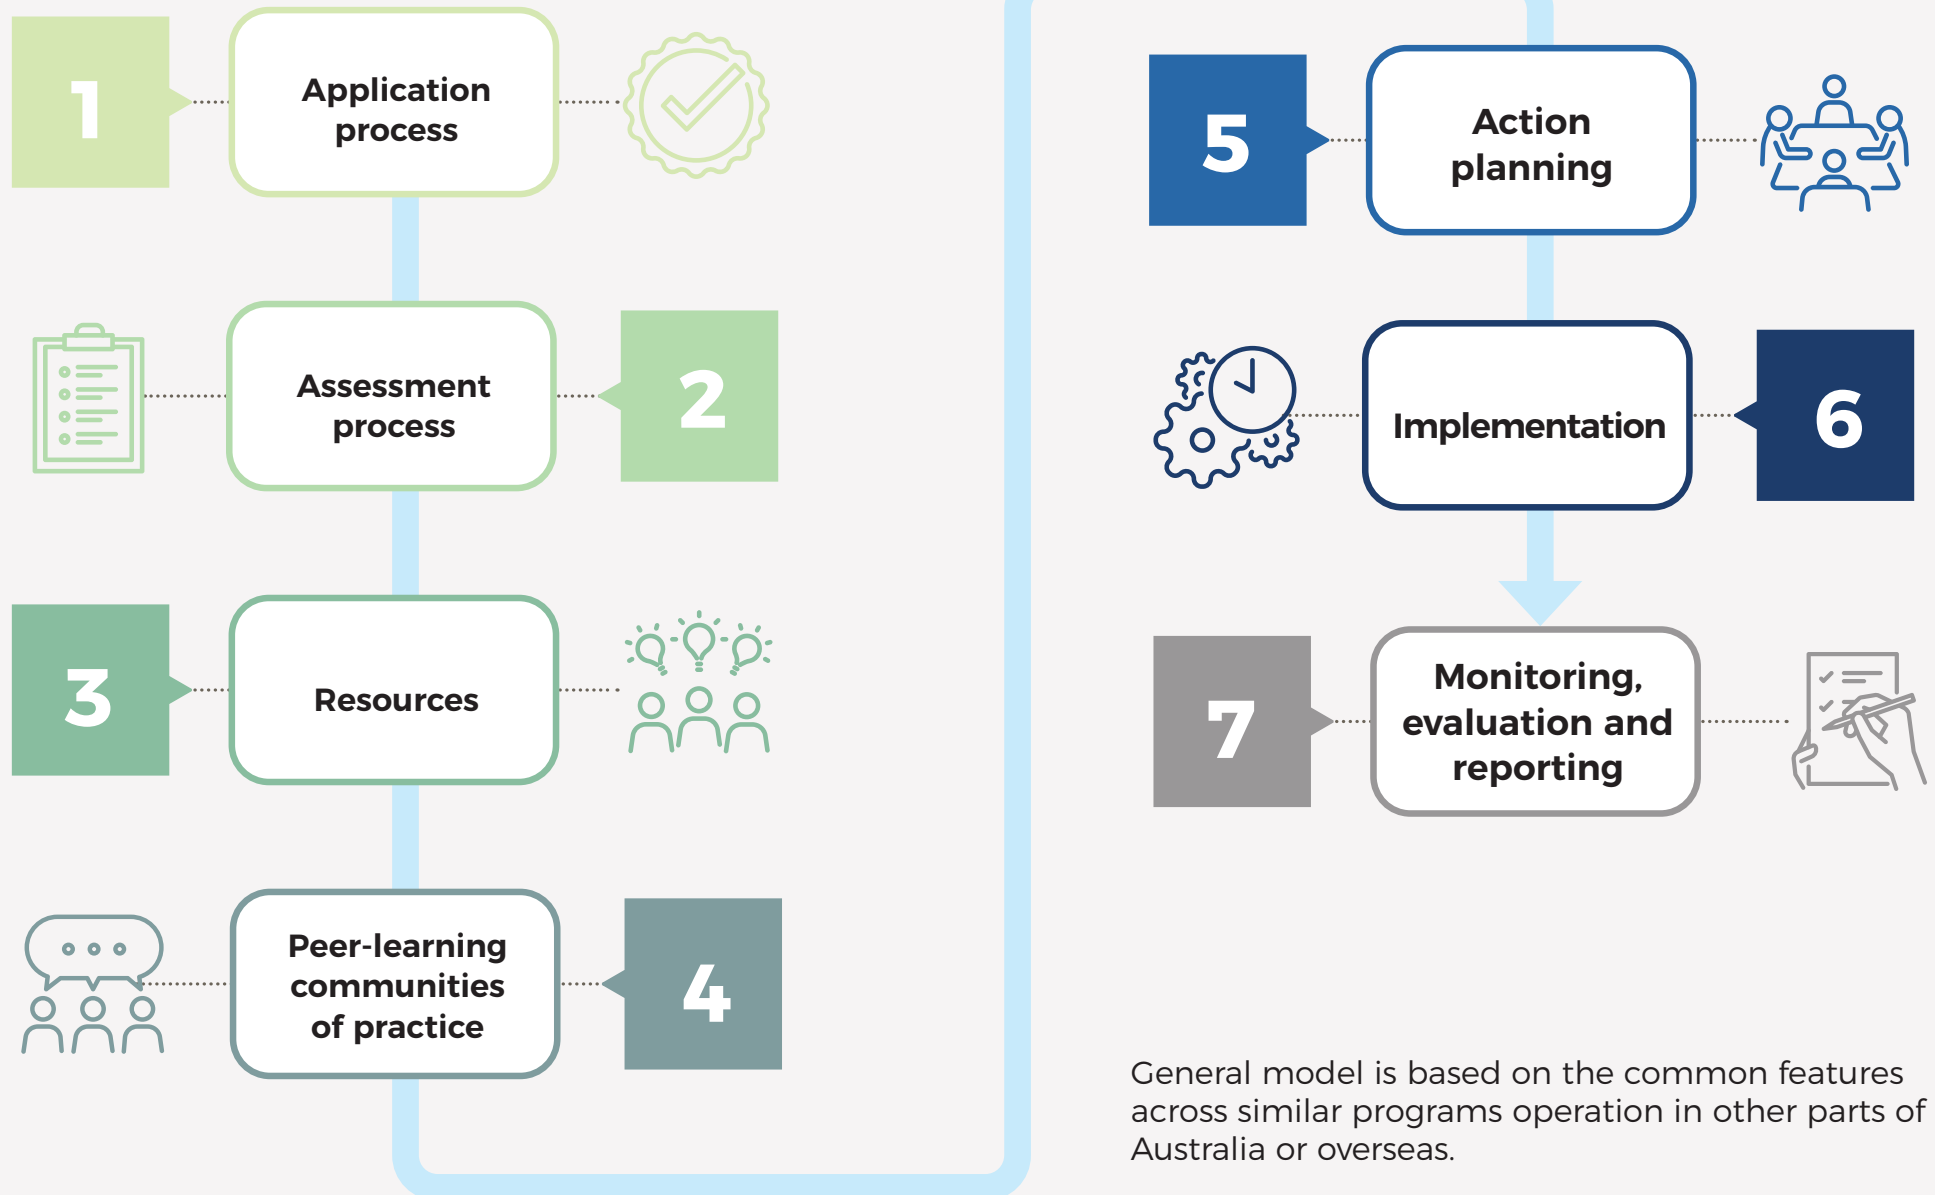 1
Application
process
2
Assessment
process
3
Resources
4
Peer-learning
communities
of practice
5
Action
planning
6
Implementation
7
Monitoring,
evaluation and
reporting
General model is based on the common features
across similar programs operation in other parts of
Australia or overseas.